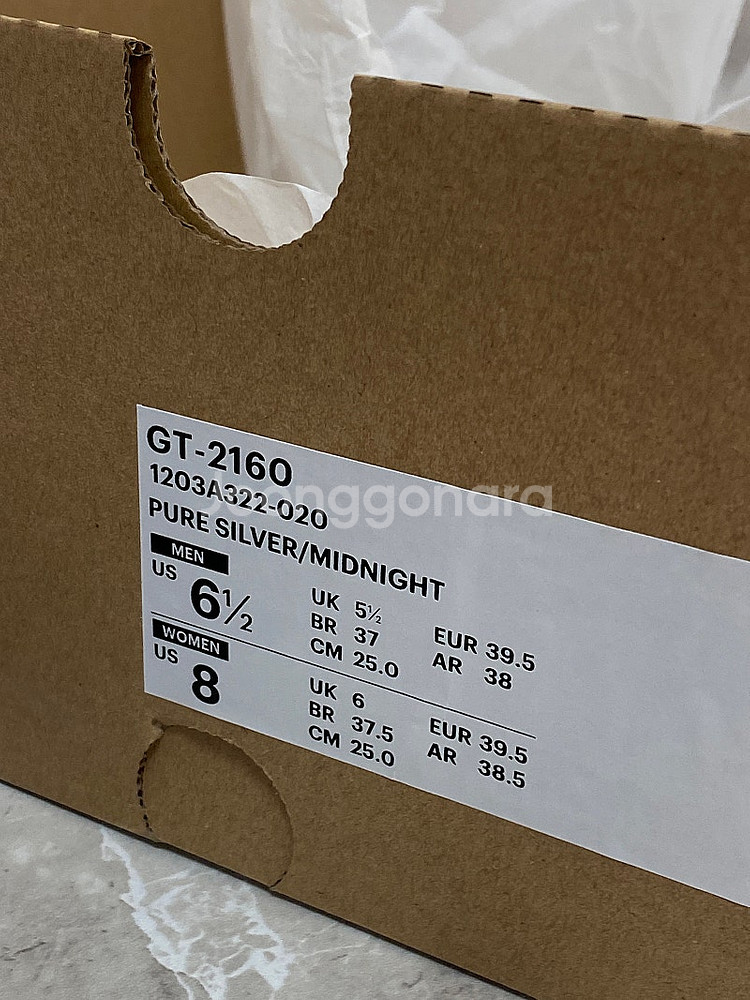 GT-2160
1203A322-020
joonggonara
PURE SILVER/MIDNIGHT
MEN
US 6½
UK 5½
BR 37 EUR 39.5
CM 25.0 AR 38
WOMEN
US 8
UK 6
BR 37.5 EUR 39.5
CM 25.0 AR 38.5